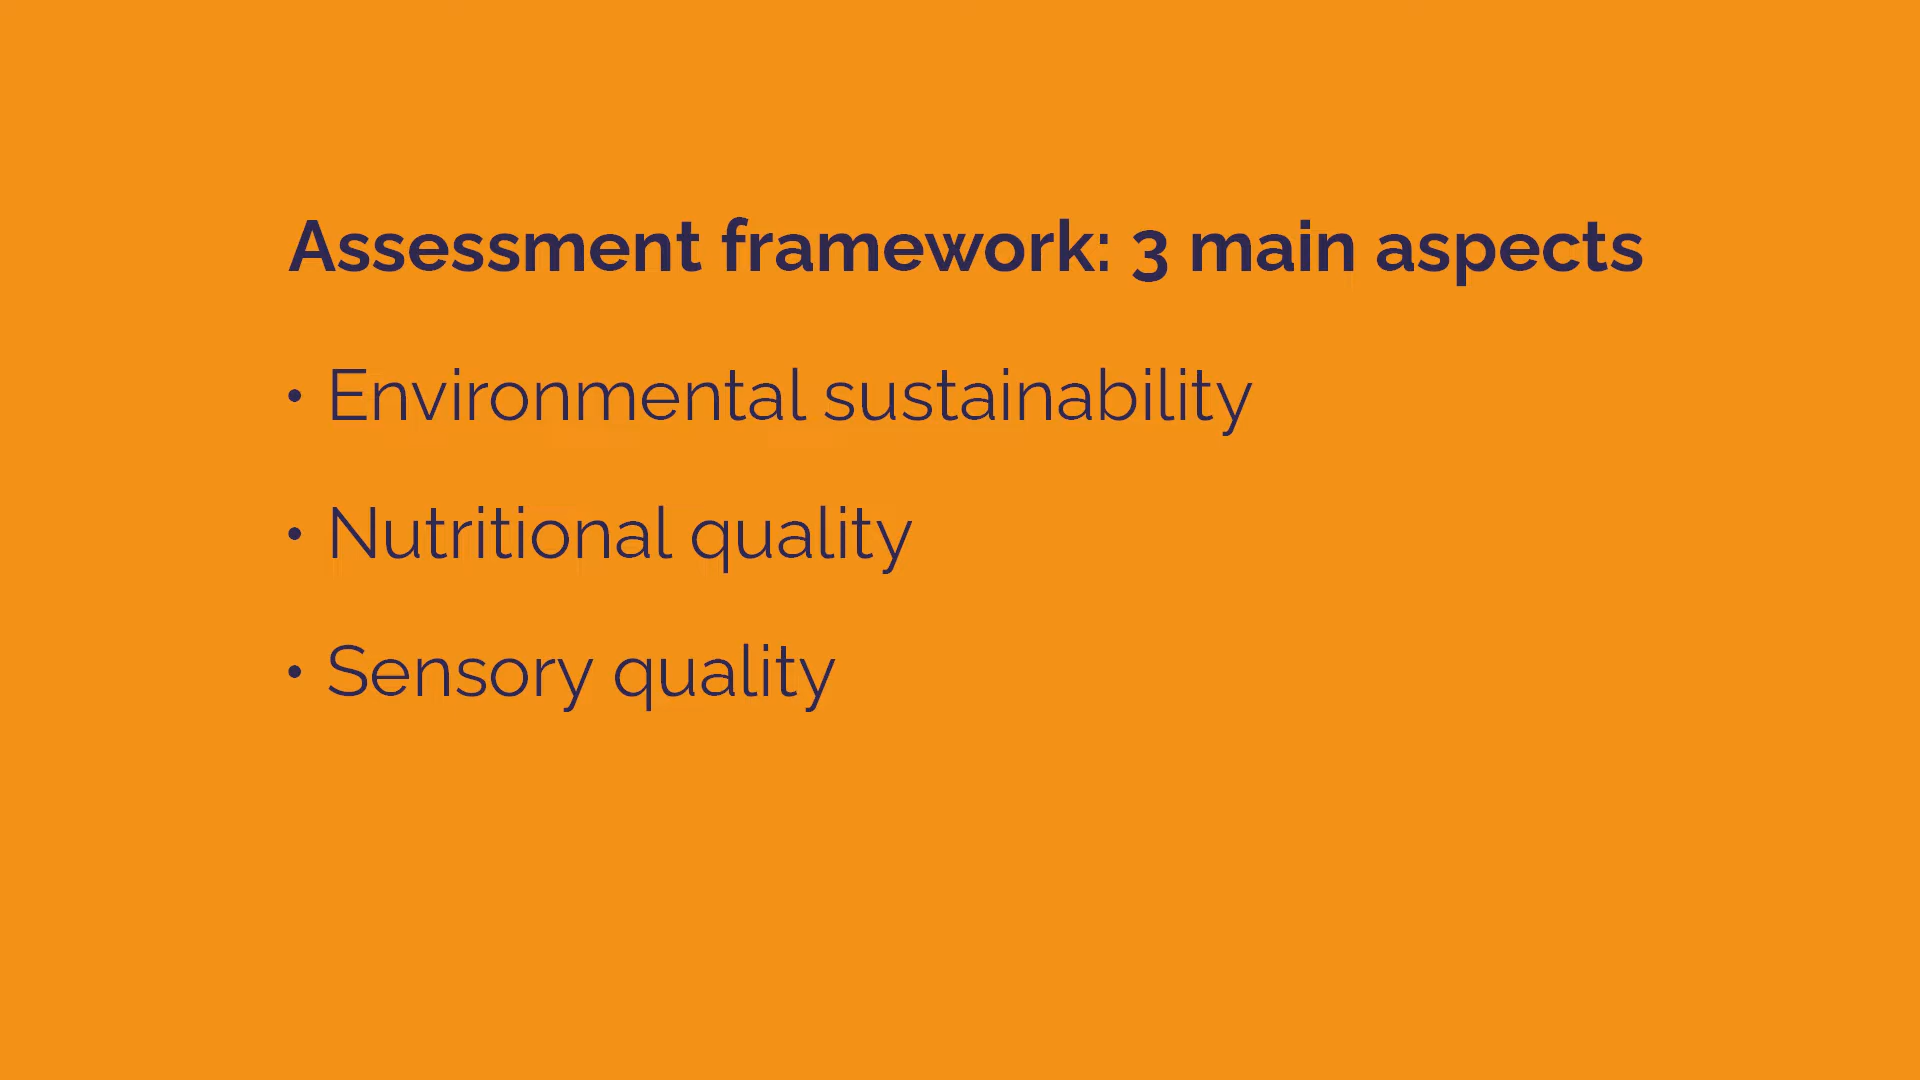 Assessment framework: 3 main aspects
• Environmental sustainability
• Nutritional quality
• Sensory quality